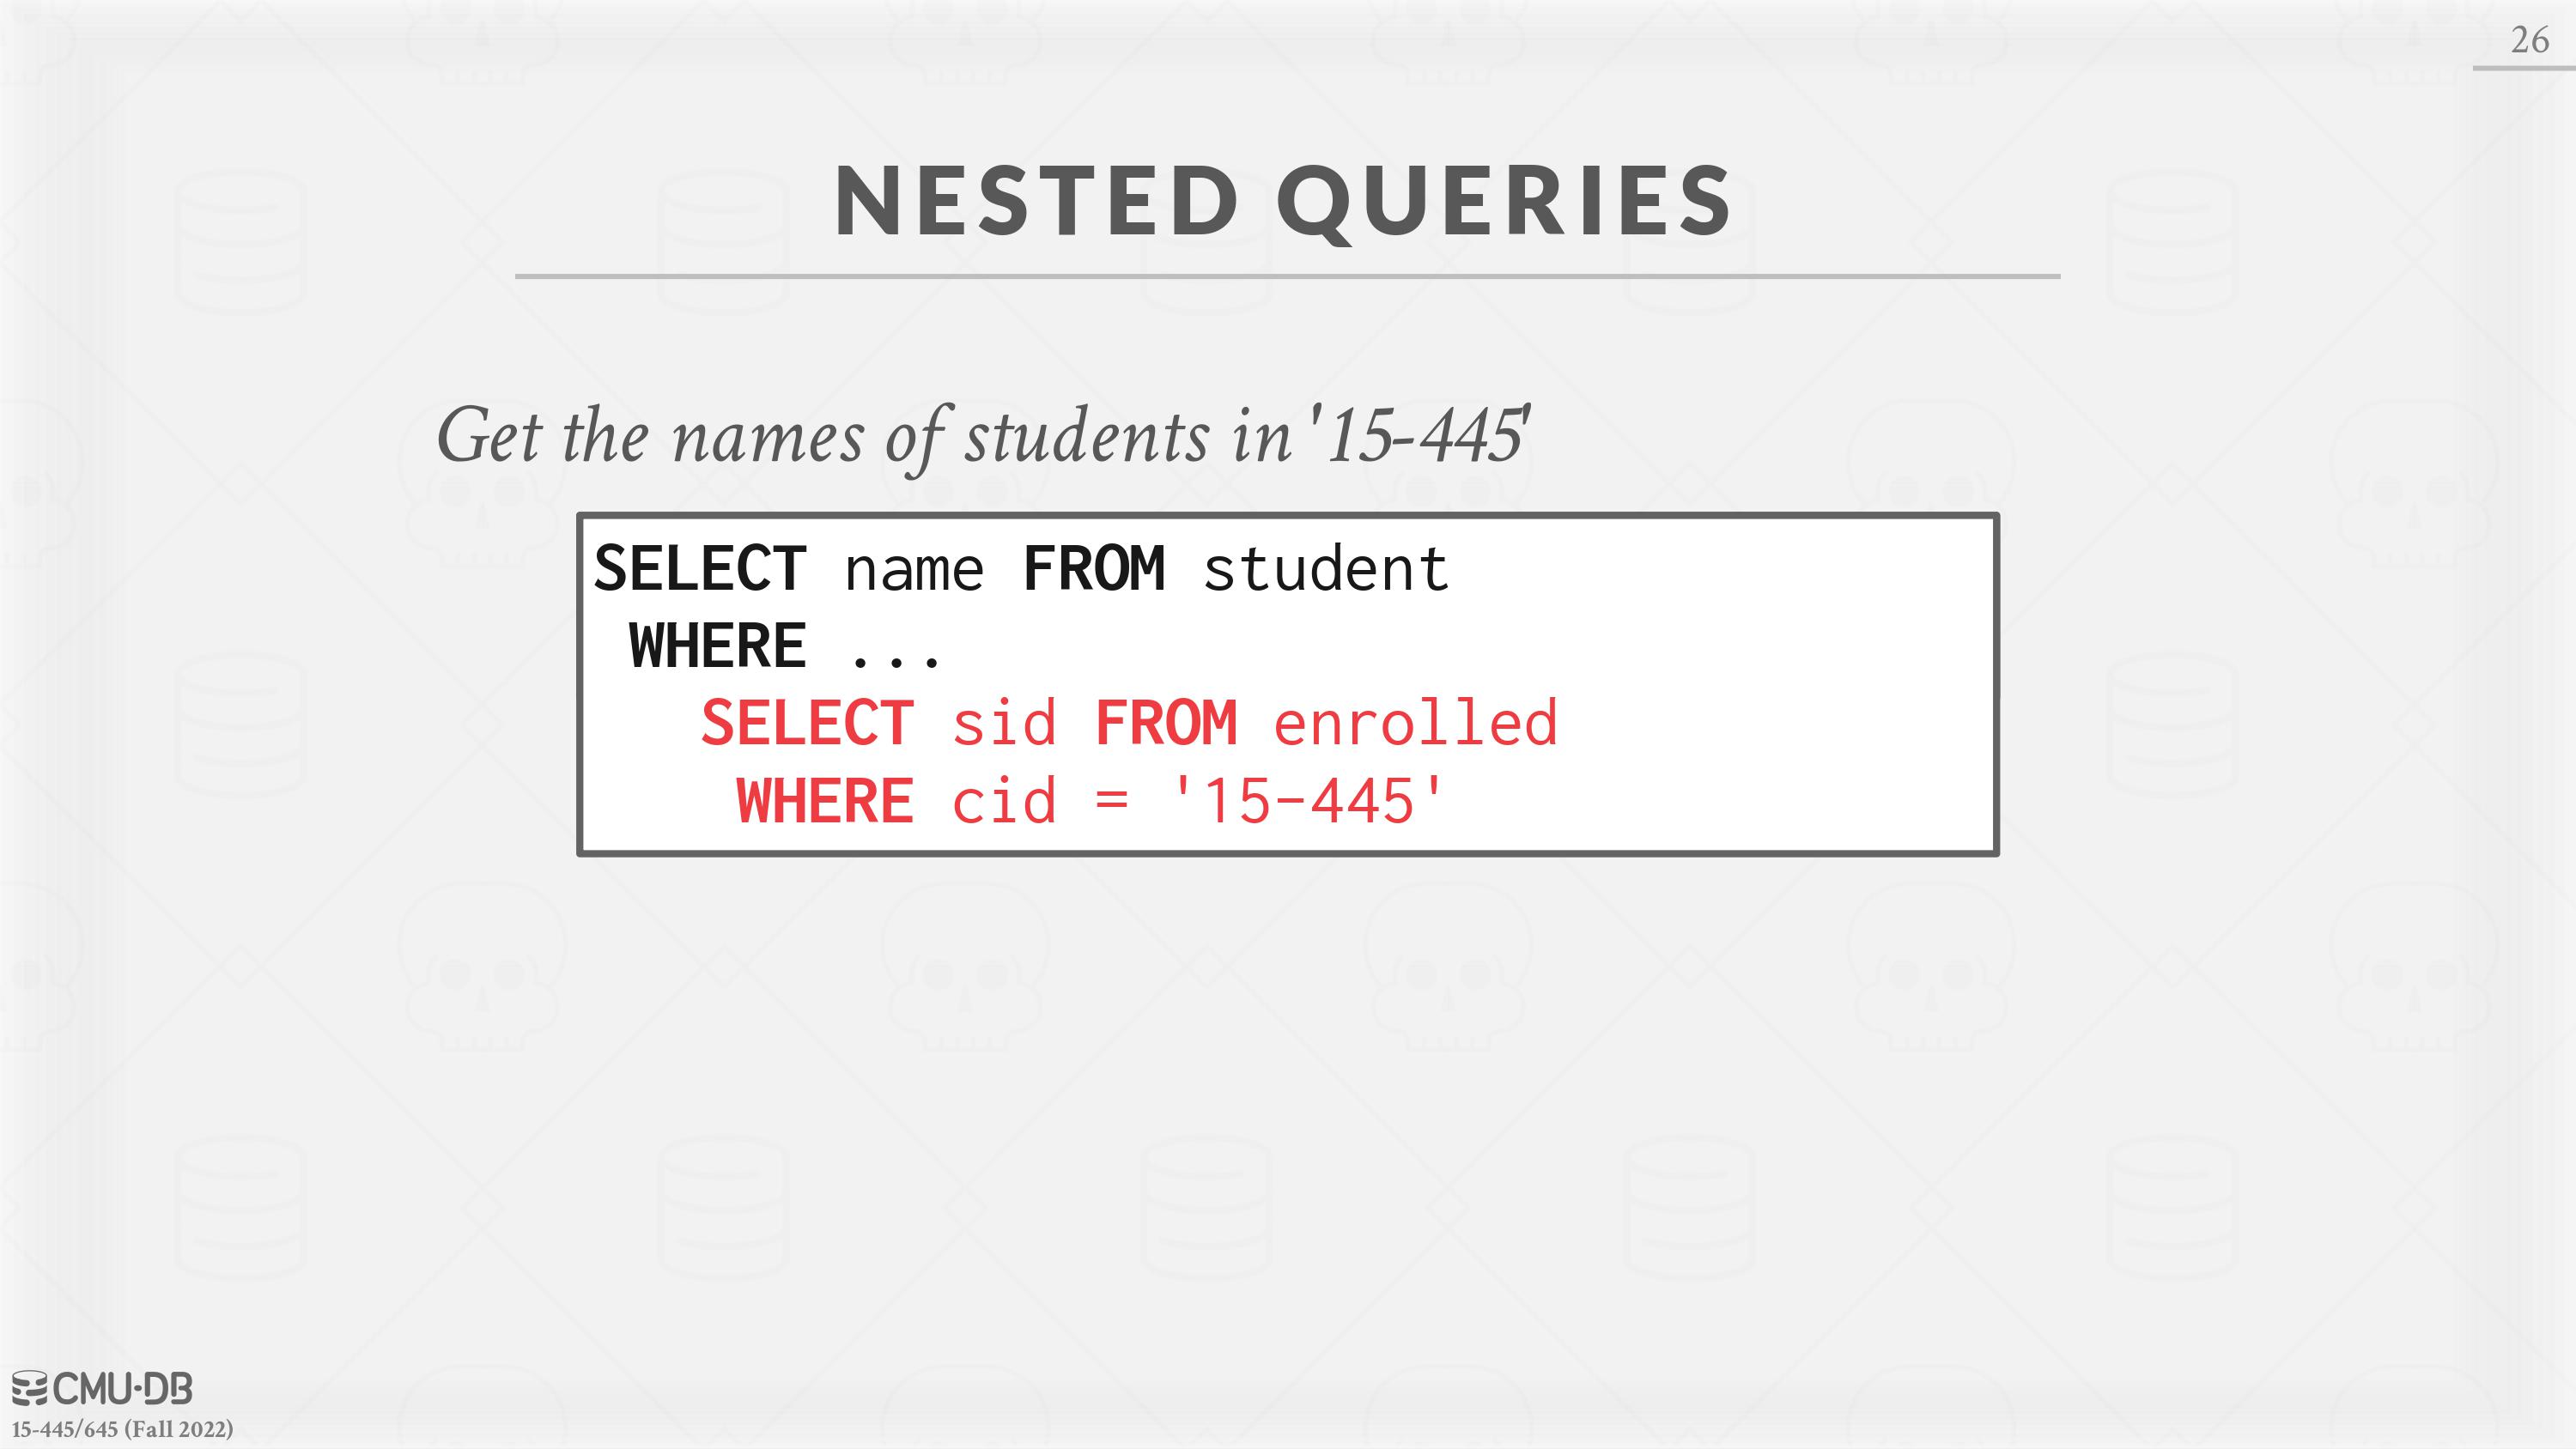 26
NESTED QUERIES
Get the names of students in '15-445'
SELECT name FROM student
WHERE ...
SELECT sid FROM enrolled
WHERE cid = '15-445'
CMU·DB
15-445/645 (Fall 2022)